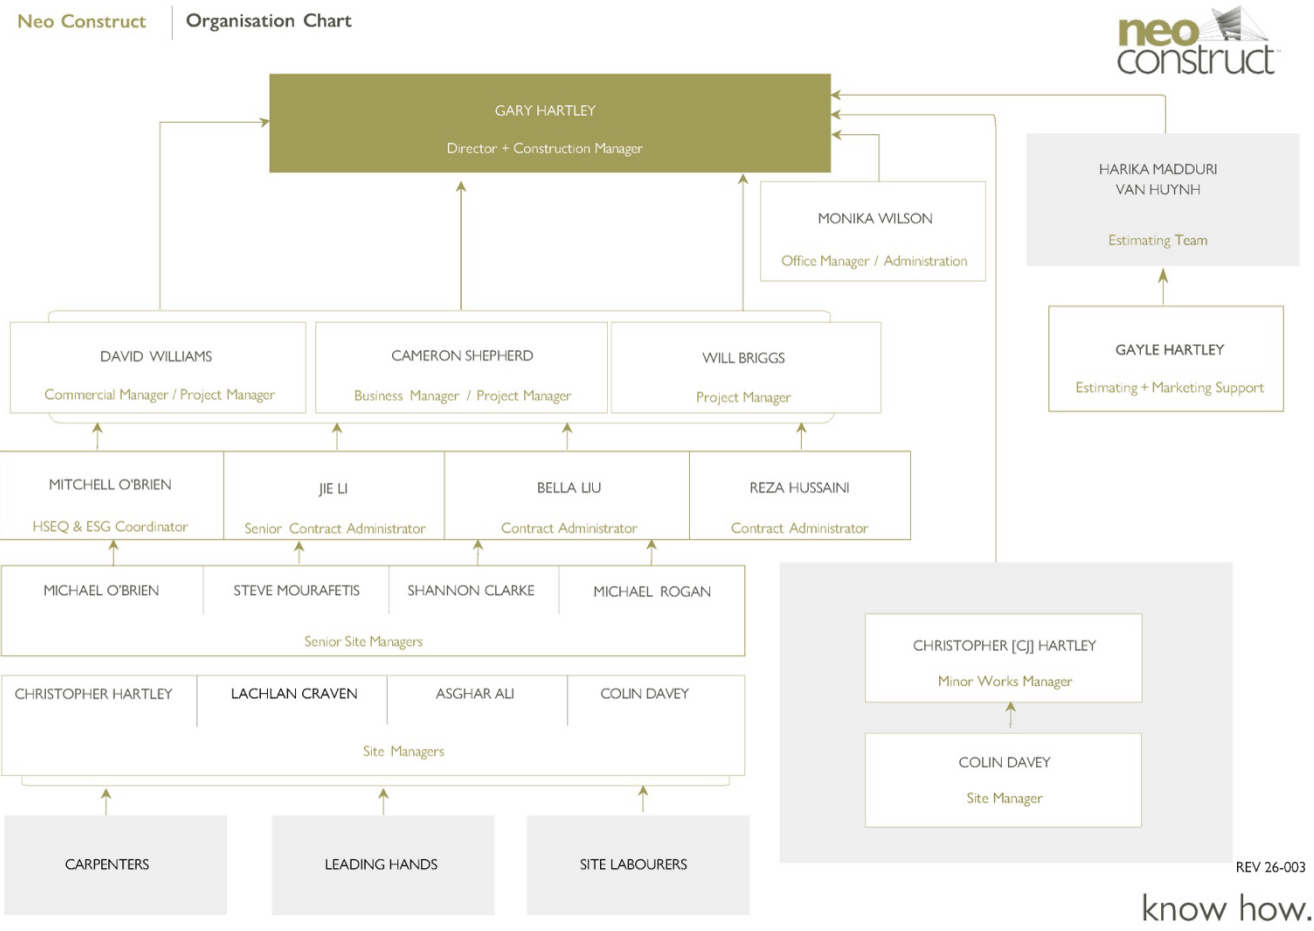 Neo Construct
Organisation Chart
neo
construct
GARY HARTLEY
Director + Construction Manager
MONIKA WILSON
Office Manager / Administration
HARIKA MADDURI
VAN HUYNH
Estimating Team
GAYLE HARTLEY
Estimating + Marketing Support
DAVID WILLIAMS
Commercial Manager / Project Manager
CAMERON SHEPHERD
Business Manager / Project Manager
WILL BRIGGS
Project Manager
MITCHELL O'BRIEN
HSEQ & ESG Coordinator
JIE LI
Senior Contract Administrator
BELLA LIU
Contract Administrator
REZA HUSSAINI
Contract Administrator
MICHAEL O'BRIEN
STEVE MOURAFETIS
SHANNON CLARKE
MICHAEL ROGAN
Senior Site Managers
CHRISTOPHER HARTLEY
LACHLAN CRAVEN
ASGHAR ALI
COLIN DAVEY
Site Managers
CARPENTERS
LEADING HANDS
SITE LABOURERS
CHRISTOPHER [CJ] HARTLEY
Minor Works Manager
COLIN DAVEY
Site Manager
REV 26-003
know how.